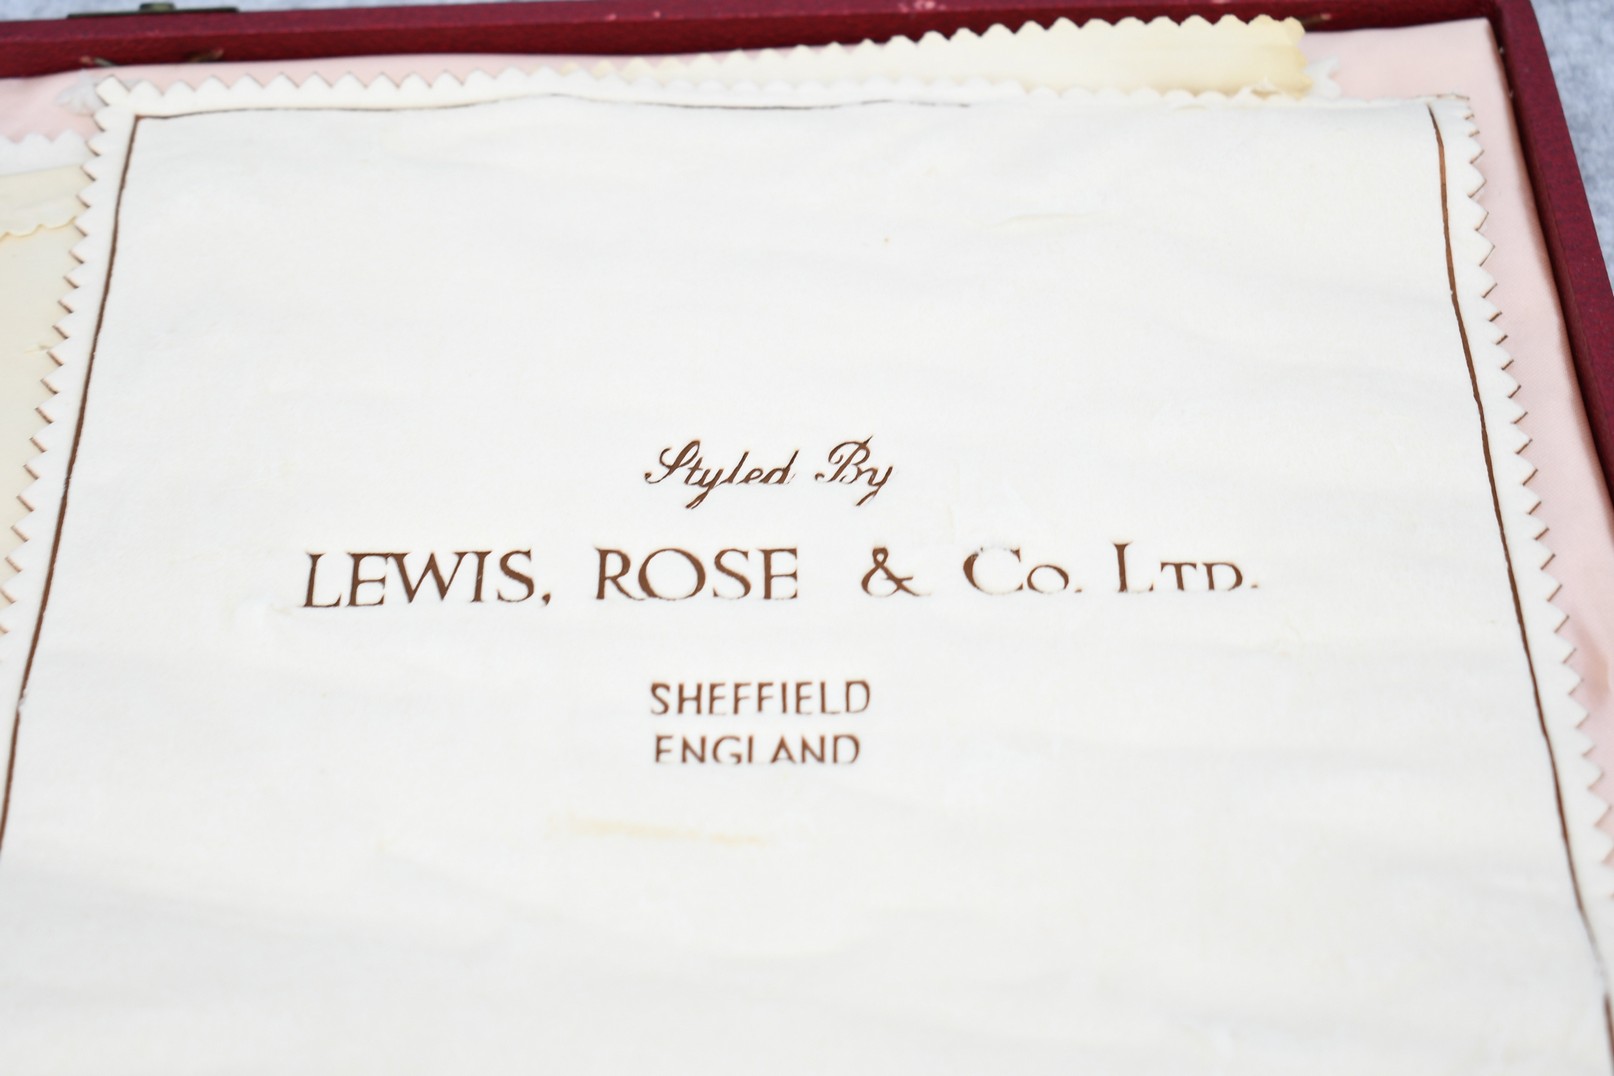 Styled By
LEWIS, ROSE & Co. LTD.
SHEFFIELD
ENGLAND